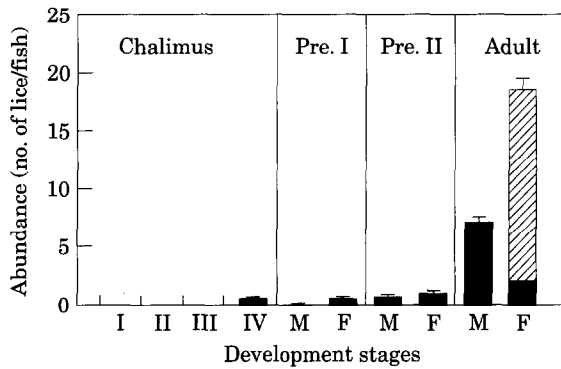 25
20
15
10
5
0
Abundance (no. of lice/fish)
Chalimus Pre. I Pre. II Adult
I II III IV M F M F M F
Development stages